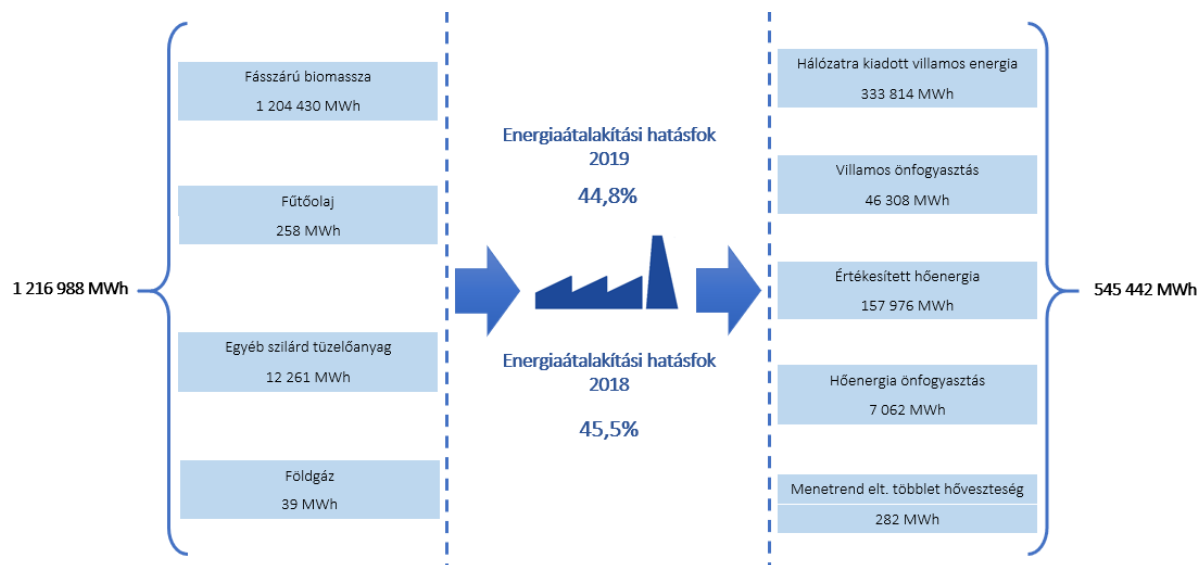 1 216 988 MWh
Fásszárú biomassza
1 204 430 MWh
Fűtőolaj
258 MWh
Egyéb szilárd tüzelőanyag
12 261 MWh
Földgáz
39 MWh
Energiaátalakítási hatásfok
2019
44,8%
Energiaátalakítási hatásfok
2018
45,5%
Hálózatra kiadott villamos energia
333 814 MWh
Villamos önfogyasztás
46 308 MWh
Értékesített hőenergia
157 976 MWh
Hőenergia önfogyasztás
7 062 MWh
Menetrend elt. többlet hőveszteség
282 MWh
545 442 MWh